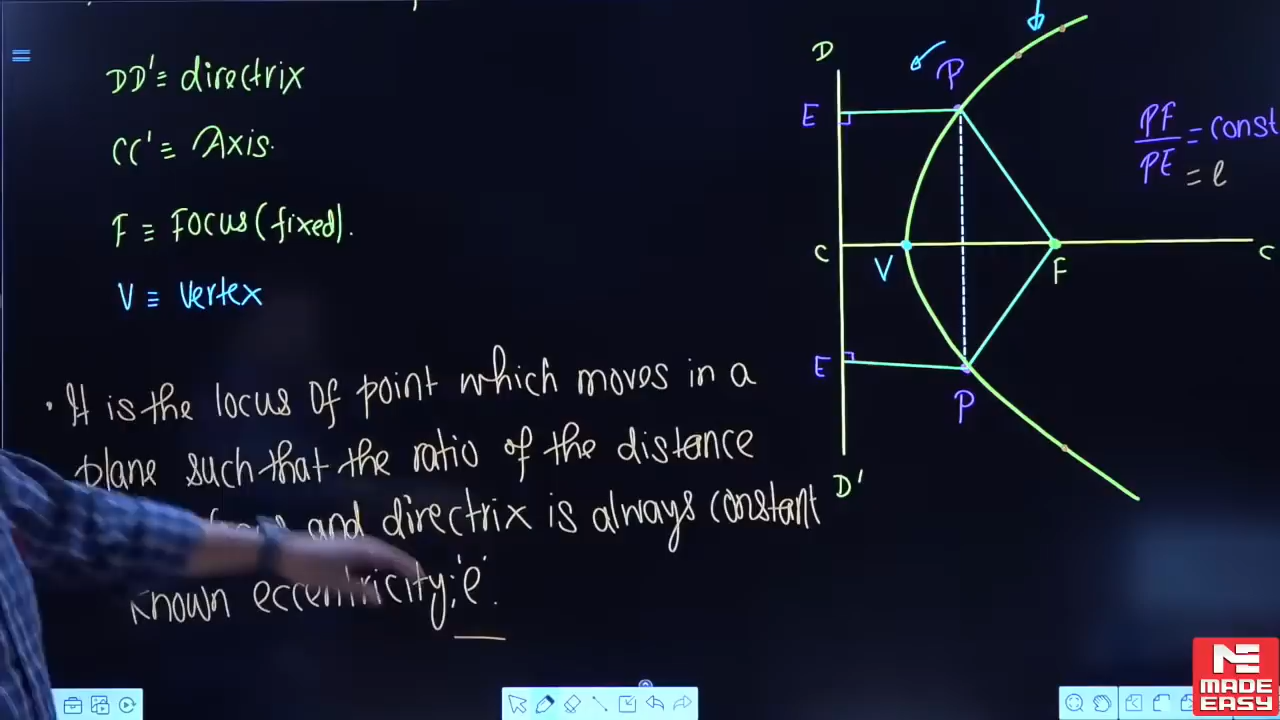 DD' ≡ directrix
CC' ≡ Axis.
F ≡ Focus (fixed).
V ≡ Vertex
• It is the locus of point which moves in a
plane such that the ratio of the distance
and directrix is always constant
known eccentricity; 'e'.
D
P
E
PF/PE = const
= e
C
V
F
C
E
P
D'
MADE
EASY